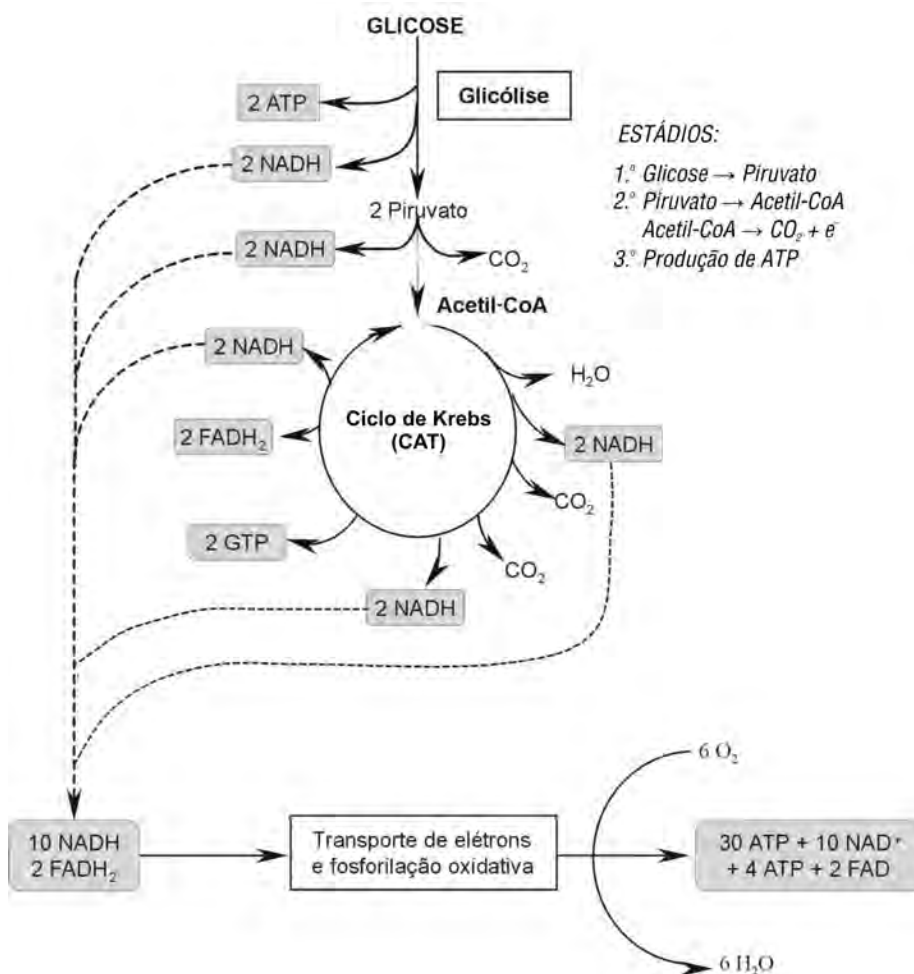 GLICOSE
Glicólise
2 ATP
2 NADH
2 Piruvato
2 NADH
CO₂
ESTÁDIOS:
1.º Glicose → Piruvato
2.º Piruvato → Acetil-CoA
Acetil-CoA → CO₂ + e⁻
3.º Produção de ATP
Acetil-CoA
2 NADH
H₂O
Ciclo de Krebs
(CAT)
2 FADH₂
2 NADH
CO₂
2 GTP
CO₂
2 NADH
6 O₂
10 NADH
2 FADH₂
Transporte de elétrons
e fosforilação oxidativa
30 ATP + 10 NAD⁺
+ 4 ATP + 2 FAD
6 H₂O